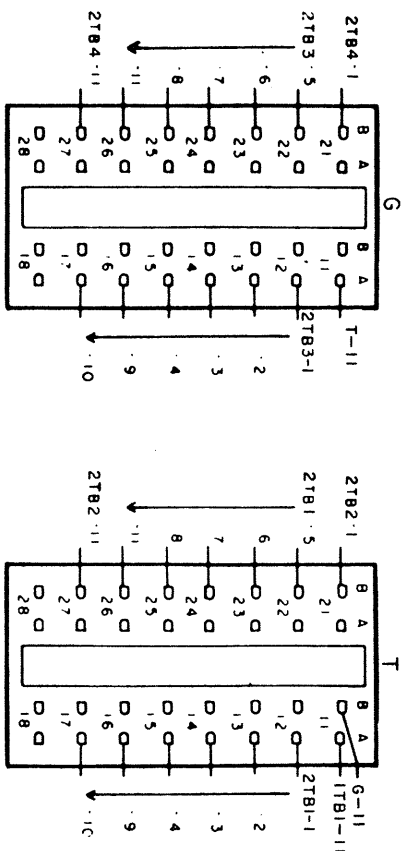 G
B A B A
2TB4·1 21 11 T-11
2TB3·5 22 12 2TB3-1
·6 23 13 ·2
·7 24 14 ·3
·8 25 15 ·4
·11 26 16 ·9
2TB4·11 27 17 ·10
28 18
T
G-11
1TB1-11
B A B A
2TB2·1 21 11
2TB1·5 22 12 2TB1-1
6 23 13 ·2
7 24 14 ·3
8 25 15 ·4
·11 26 16 ·9
2TB2·11 27 17 ·10
28 18